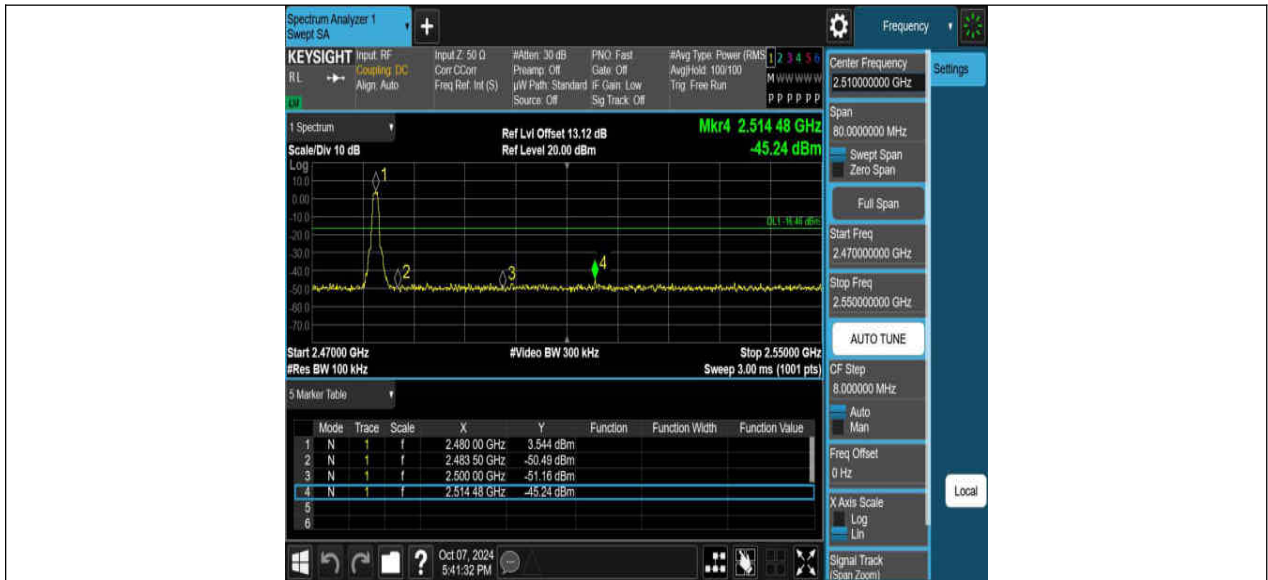 Spectrum Analyzer 1
Swept SA
+
Frequency
KEYSIGHT Input: RF Input Z: 50 Ω #Atten: 30 dB PNO: Fast #Avg Type: Power (RMS 1 2 3 4 5 6
RL Coupling: DC Corr CCorr Preamp: Off Gate: Off Avg|Hold: 100/100 M W W W W W
Align: Auto Freq Ref: Int (S) µW Path: Standard IF Gain: Low Trig: Free Run
Source: Off Sig Track: Off P P P P P P
1 Spectrum
Ref Lvl Offset 13.12 dB
Mkr4 2.514 48 GHz
Scale/Div 10 dB
Ref Level 20.00 dBm
-45.24 dBm
Log
10.0
0.00
-10.0
-20.0
-30.0
-40.0
-50.0
-60.0
-70.0
1
2
3
4
DL1 -16.46 dBm
Start 2.47000 GHz #Video BW 300 kHz Stop 2.55000 GHz
#Res BW 100 kHz Sweep 3.00 ms (1001 pts)
5 Marker Table
Mode Trace Scale X Y Function Function Width Function Value
1 N 1 f 2.480 00 GHz 3.544 dBm
2 N 1 f 2.483 50 GHz -50.49 dBm
3 N 1 f 2.500 00 GHz -51.16 dBm
4 N 1 f 2.514 48 GHz -45.24 dBm
5
6
?
Oct 07, 2024
5:41:32 PM
Center Frequency
2.510000000 GHz
Settings
Span
80.0000000 MHz
Swept Span
Zero Span
Full Span
Start Freq
2.470000000 GHz
Stop Freq
2.550000000 GHz
AUTO TUNE
CF Step
8.000000 MHz
Auto
Man
Freq Offset
0 Hz
X Axis Scale
Log
Lin
Local
Signal Track
(Span Zoom)